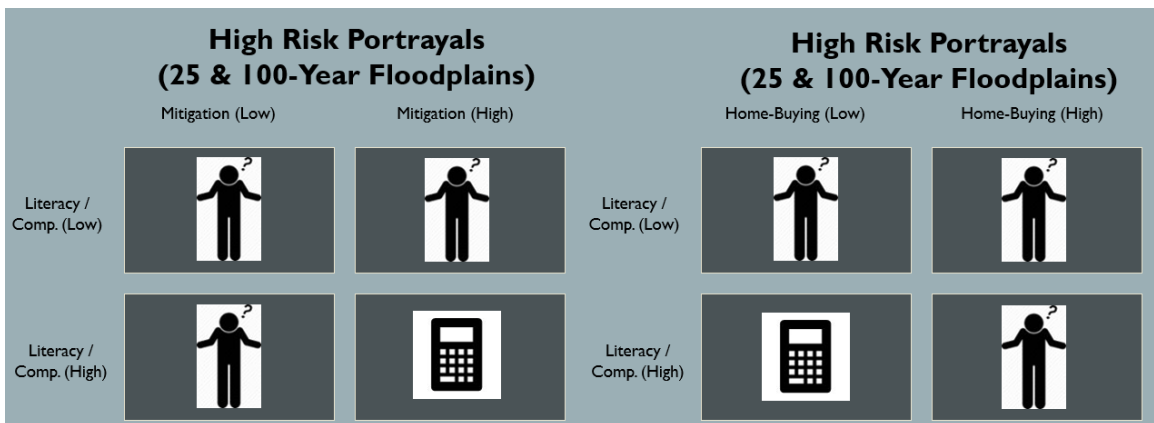 High Risk Portrayals
(25 & 100-Year Floodplains)
Mitigation (Low)
Mitigation (High)
Literacy /
Comp. (Low)
?
?
Literacy /
Comp. (High)
?
High Risk Portrayals
(25 & 100-Year Floodplains)
Home-Buying (Low)
Home-Buying (High)
Literacy /
Comp. (Low)
?
?
Literacy /
Comp. (High)
?